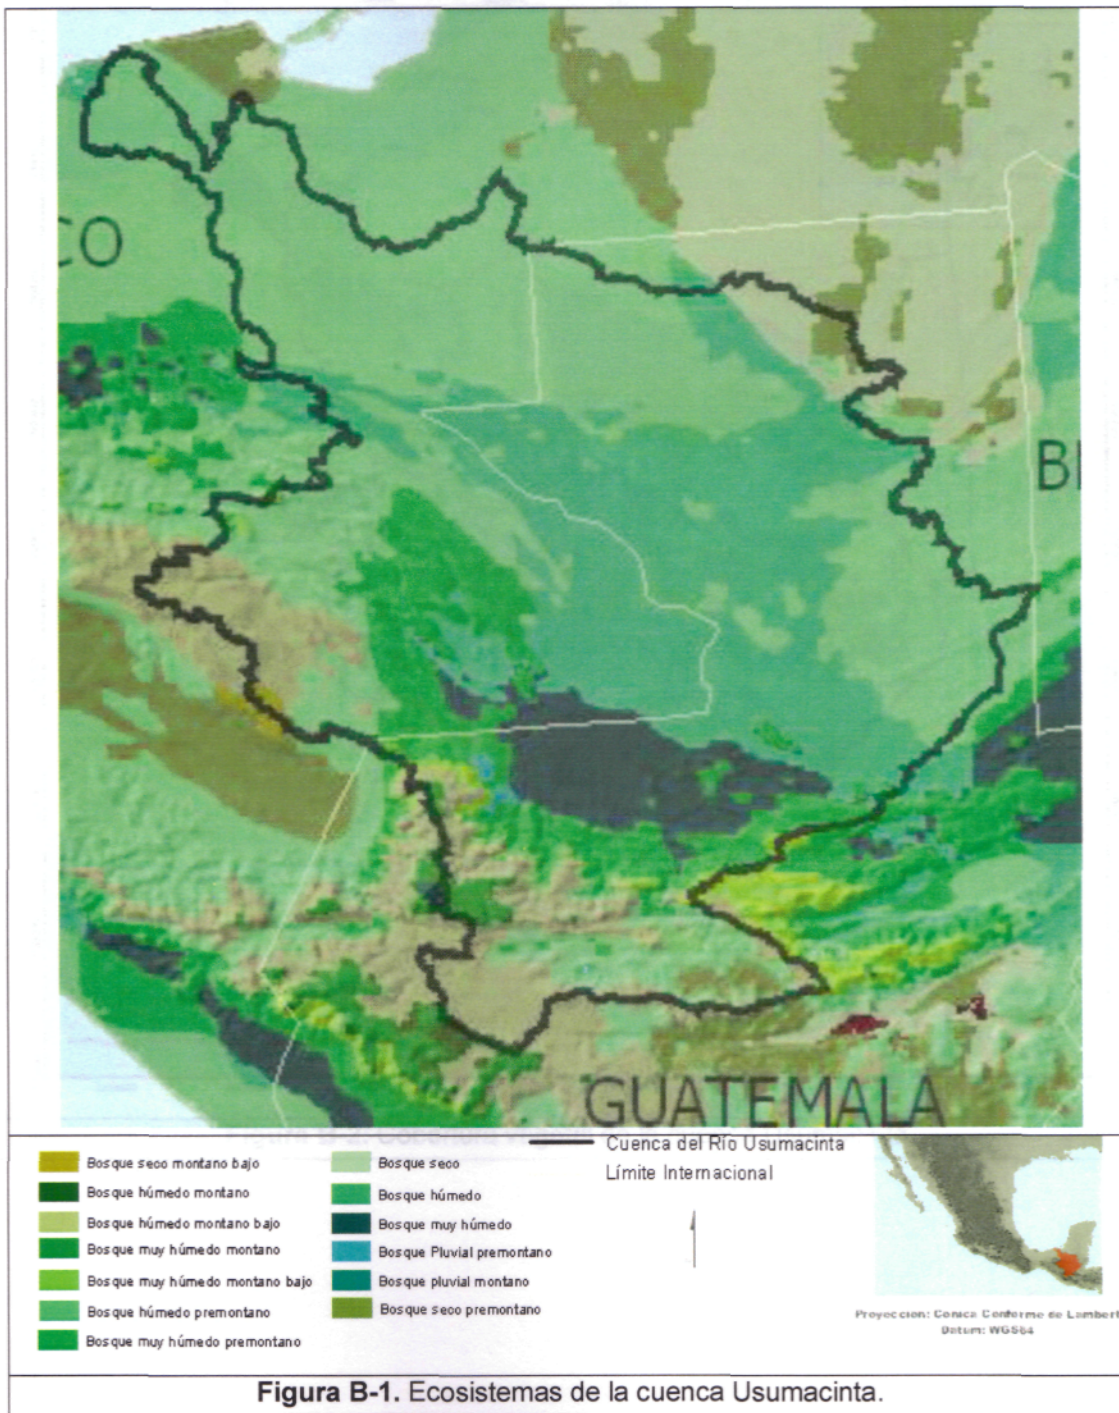 CO
BE
GUATEMALA
Cuenca del Río Usumacinta
Límite Internacional
Bosque seco montano bajo
Bosque húmedo montano
Bosque húmedo montano bajo
Bosque muy húmedo montano
Bosque muy húmedo montano bajo
Bosque húmedo premontano
Bosque muy húmedo premontano
Bosque seco
Bosque húmedo
Bosque muy húmedo
Bosque Pluvial premontano
Bosque pluvial montano
Bosque seco premontano
Proyeccion: Conica Conforme de Lambert
Datum: WGS84
Figura B-1. Ecosistemas de la cuenca Usumacinta.